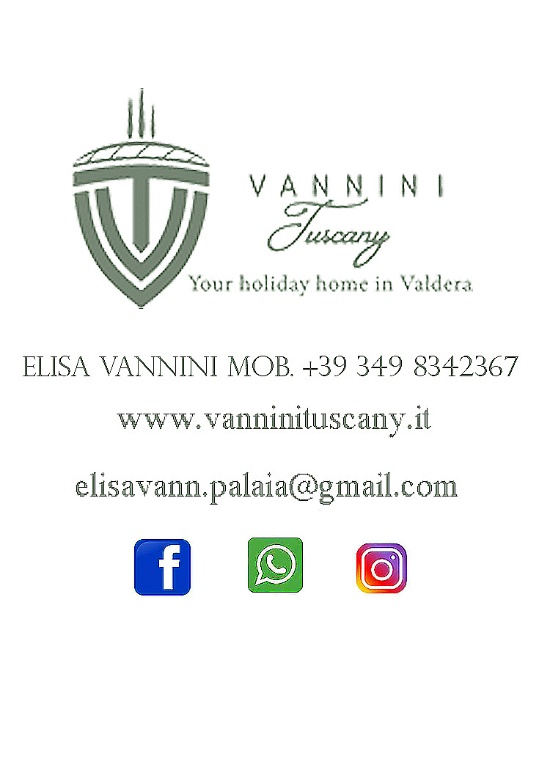 VANNINI
Tuscany
Your holiday home in Valdera
ELISA VANNINI MOB. +39 349 8342367
www.vanninituscany.it
elisavann.palaia@gmail.com